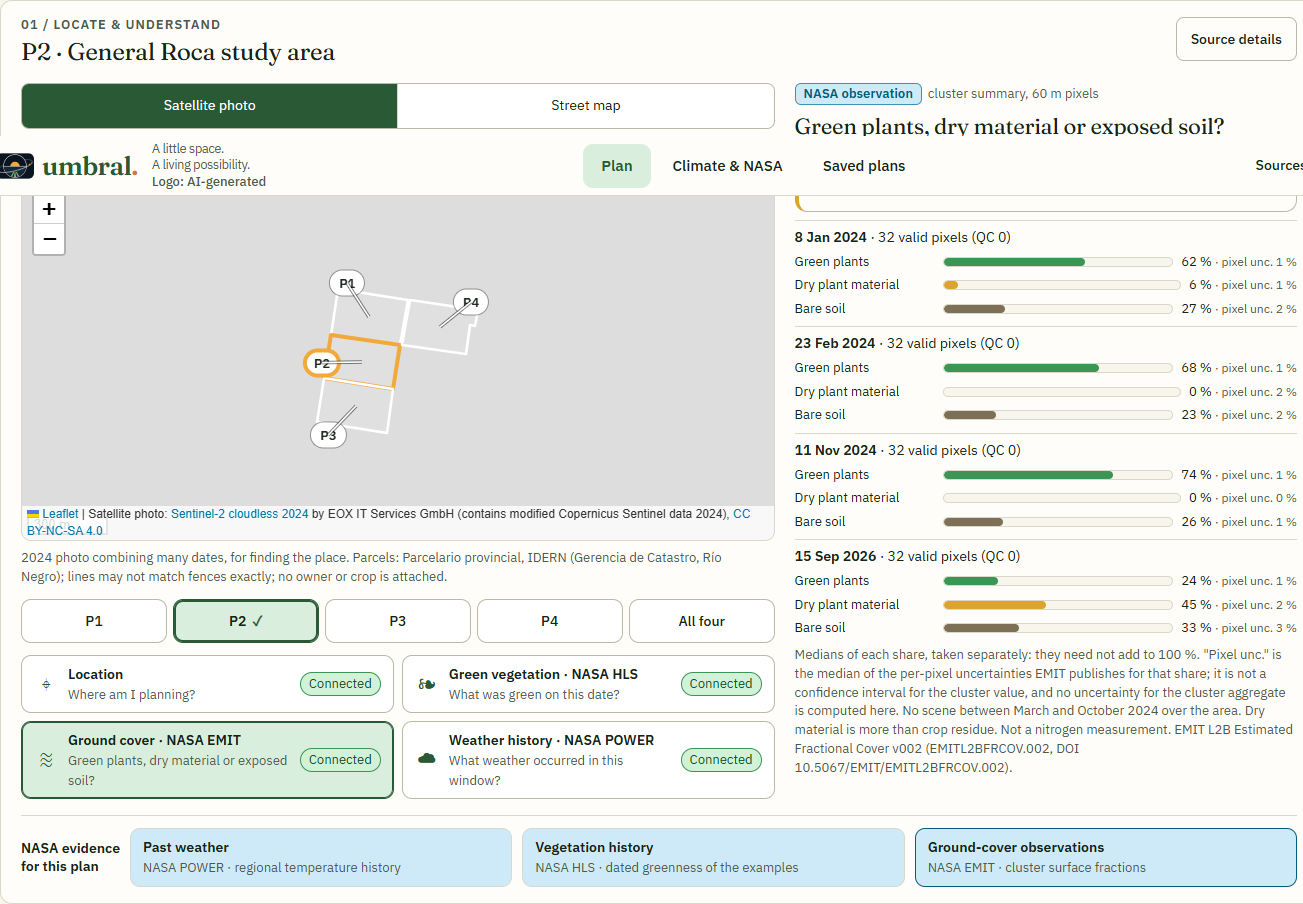 01 / LOCATE & UNDERSTAND
P2 · General Roca study area
Source details
Satellite photo
Street map
NASA observation
cluster summary, 60 m pixels
Green plants, dry material or exposed soil?
umbral.
A little space.
A living possibility.
Logo: AI-generated
Plan
Climate & NASA
Saved plans
Sources
+
−
P1
P4
P2
P3
300 m
Leaflet | Satellite photo: Sentinel-2 cloudless 2024 by EOX IT Services GmbH (contains modified Copernicus Sentinel data 2024), CC
BY-NC-SA 4.0
2024 photo combining many dates, for finding the place. Parcels: Parcelario provincial, IDERN (Gerencia de Catastro, Río
Negro); lines may not match fences exactly; no owner or crop is attached.
P1
P2 ✓
P3
P4
All four
Location
Where am I planning?
Connected
Green vegetation · NASA HLS
What was green on this date?
Connected
Ground cover · NASA EMIT
Green plants, dry material or exposed
soil?
Connected
Weather history · NASA POWER
What weather occurred in this
window?
Connected
8 Jan 2024 · 32 valid pixels (QC 0)
Green plants 62 % · pixel unc. 1 %
Dry plant material 6 % · pixel unc. 1 %
Bare soil 27 % · pixel unc. 2 %
23 Feb 2024 · 32 valid pixels (QC 0)
Green plants 68 % · pixel unc. 1 %
Dry plant material 0 % · pixel unc. 2 %
Bare soil 23 % · pixel unc. 2 %
11 Nov 2024 · 32 valid pixels (QC 0)
Green plants 74 % · pixel unc. 1 %
Dry plant material 0 % · pixel unc. 0 %
Bare soil 26 % · pixel unc. 1 %
15 Sep 2026 · 32 valid pixels (QC 0)
Green plants 24 % · pixel unc. 1 %
Dry plant material 45 % · pixel unc. 2 %
Bare soil 33 % · pixel unc. 3 %
Medians of each share, taken separately: they need not add to 100 %. "Pixel unc." is
the median of the per-pixel uncertainties EMIT publishes for that share; it is not a
confidence interval for the cluster value, and no uncertainty for the cluster aggregate
is computed here. No scene between March and October 2024 over the area. Dry
material is more than crop residue. Not a nitrogen measurement. EMIT L2B Estimated
Fractional Cover v002 (EMITL2BFRCOV.002, DOI
10.5067/EMIT/EMITL2BFRCOV.002).
NASA evidence
for this plan
Past weather
NASA POWER · regional temperature history
Vegetation history
NASA HLS · dated greenness of the examples
Ground-cover observations
NASA EMIT · cluster surface fractions